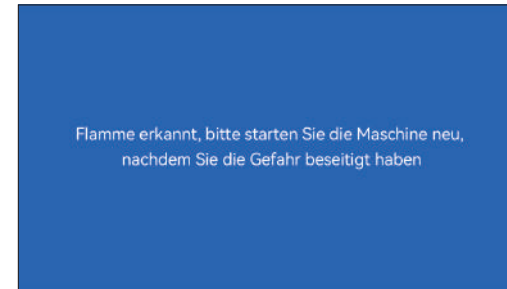 Flamme erkannt, bitte starten Sie die Maschine neu,
nachdem Sie die Gefahr beseitigt haben